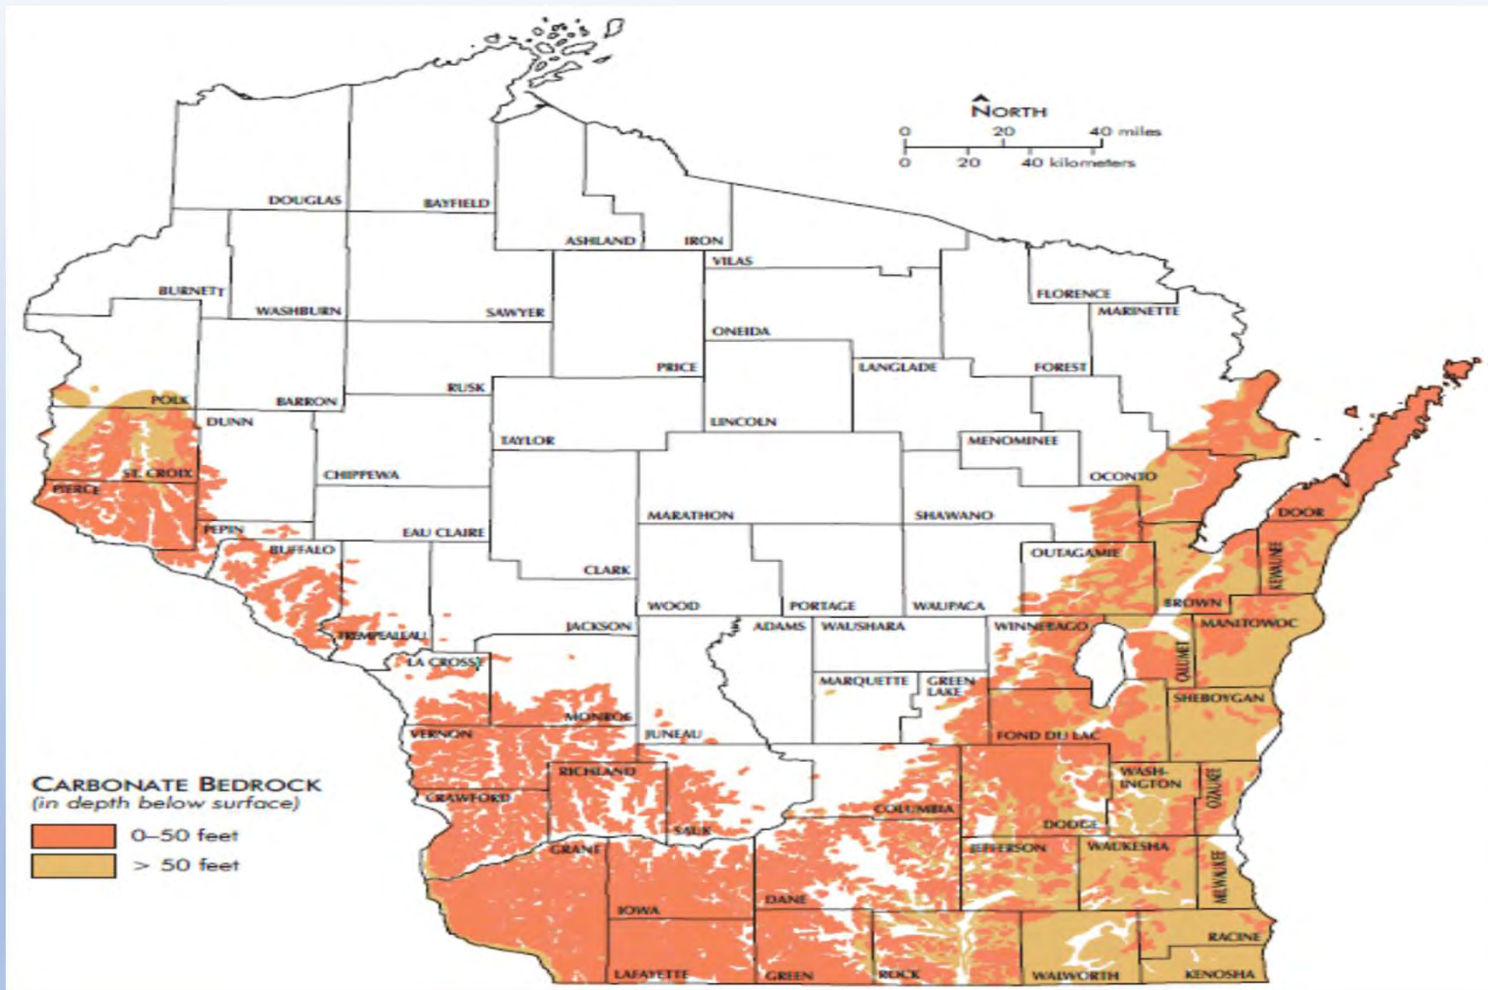 NORTH
0 20 40 miles
0 20 40 kilometers
DOUGLAS
BAYFIELD
ASHLAND
IRON
VILAS
BURNETT
WASHBURN
SAWYER
FLORENCE
MARINETTE
ONEIDA
PRICE
LANGLADE
FOREST
RUSK
POLK
BARRON
DUNN
LINCOLN
TAYLOR
MENOMINEE
ST. CROIX
CHIPPEWA
OCONTO
PIERCE
MARATHON
SHAWANO
DOOR
PEPIN
EAU CLAIRE
BUFFALO
OUTAGAMIE
KEWAUNEE
CLARK
WOOD
PORTAGE
WAUPACA
BROWN
TREMPEALEAU
JACKSON
ADAMS
WAUSHARA
WINNEBAGO
MANITOWOC
LA CROSSE
CALUMET
MARQUETTE
GREEN
LAKE
SHEBOYGAN
MONROE
VERNON
JUNEAU
FOND DU LAC
RICHLAND
WASH-
INGTON
OZAUKEE
CRAWFORD
COLUMBIA
SAUK
DODGE
GRANT
JEFFERSON
WAUKESHA
MILWAUKEE
IOWA
DANE
RACINE
LAFAYETTE
GREEN
ROCK
WALWORTH
KENOSHA
CARBONATE BEDROCK
(in depth below surface)
0–50 feet
> 50 feet